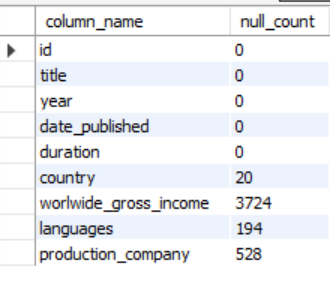 column_name null_count
id 0
title 0
year 0
date_published 0
duration 0
country 20
worlwide_gross_income 3724
languages 194
production_company 528